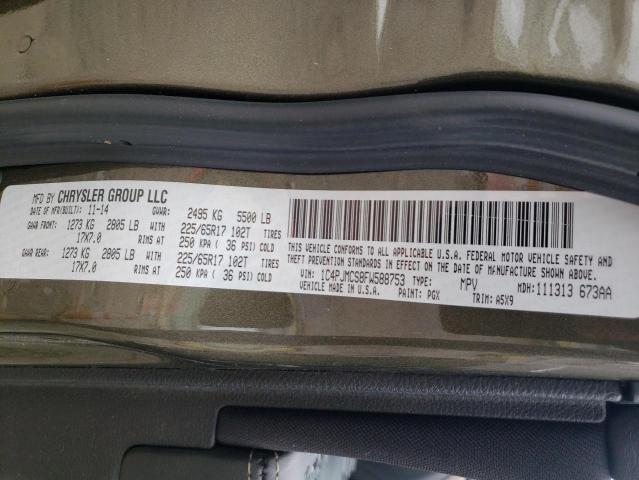 MFD BY CHRYSLER GROUP LLC
MFG(BUILT): 11-14 GVWR: 2495 KG 5500 LB
GAWR FRONT: 1273 KG 2805 LB WITH 225/65R17 102T TIRES
17X7.0 RIMS AT 250 KPA ( 36 PSI) COLD
GAWR REAR: 1273 KG 2805 LB WITH 225/65R17 102T TIRES
17X7.0 RIMS AT 250 KPA ( 36 PSI) COLD
THIS VEHICLE CONFORMS TO ALL APPLICABLE U.S.A. FEDERAL MOTOR VEHICLE SAFETY, BUMPER, AND
THEFT PREVENTION STANDARDS IN EFFECT ON THE DATE OF MANUFACTURE SHOWN ABOVE.
VIN: 1C4PJMCS8FW588753 TYPE: MPV MDH: 111313 673AA
VEHICLE MADE IN U.S.A. PAINT: PGX TRIM: A5X9